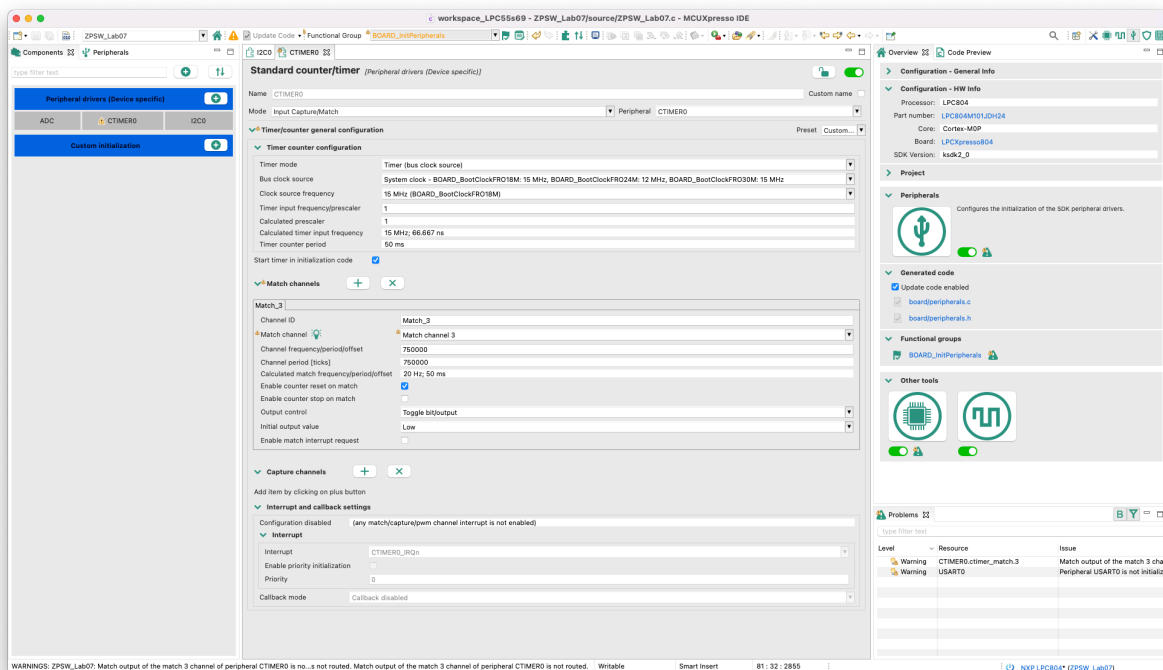 workspace_LPC55s69 - ZPSW_Lab07/source/ZPSW_Lab07.c - MCUXpresso IDE
ZPSW_Lab07
Update Code
Functional Group
BOARD_InitPeripherals
Components
Peripherals
I2C0
CTIMER0
Overview
Code Preview
type filter text
Peripheral drivers (Device specific)
ADC
CTIMER0
I2C0
Custom initialization
Standard counter/timer [Peripheral drivers (Device specific)]
Name CTIMER0 Custom name
Mode Input Capture/Match Peripheral CTIMER0
Timer/counter general configuration Preset Custom...
Timer counter configuration
Timer mode Timer (bus clock source)
Bus clock source System clock - BOARD_BootClockFRO18M: 15 MHz, BOARD_BootClockFRO24M: 12 MHz, BOARD_BootClockFRO30M: 15 MHz
Clock source frequency 15 MHz (BOARD_BootClockFRO18M)
Timer input frequency/prescaler 1
Calculated prescaler 1
Calculated timer input frequency 15 MHz; 66.667 ns
Timer counter period 50 ms
Start timer in initialization code
Match channels
Match_3
Channel ID Match_3
Match channel Match channel 3
Channel frequency/period/offset 750000
Channel period [ticks] 750000
Calculated match frequency/period/offset 20 Hz; 50 ms
Enable counter reset on match
Enable counter stop on match
Output control Toggle bit/output
Initial output value Low
Enable match interrupt request
Capture channels
Add item by clicking on plus button
Interrupt and callback settings
Configuration disabled (any match/capture/pwm channel interrupt is not enabled)
Interrupt
Interrupt CTIMER0_IRQn
Enable priority initialization
Priority 0
Callback mode Callback disabled
Configuration - General Info
Configuration - HW Info
Processor: LPC804
Part number: LPC804M101JDH24
Core: Cortex-M0P
Board: LPCXpresso804
SDK Version: ksdk2_0
Project
Peripherals
Configures the initialization of the SDK peripheral drivers.
Generated code
Update code enabled
board/peripherals.c
board/peripherals.h
Functional groups
BOARD_InitPeripherals
Other tools
Problems
B
type filter text
Level Resource Issue
Warning CTIMER0.ctimer_match.3 Match output of the match 3 cha
Warning USART0 Peripheral USART0 is not initializ
WARNINGS: ZPSW_Lab07: Match output of the match 3 channel of peripheral CTIMER0 is no...s not routed. Match output of the match 3 channel of peripheral CTIMER0 is not routed.
Writable
Smart Insert
81 : 32 : 2855
NXP LPC804* (ZPSW_Lab07)